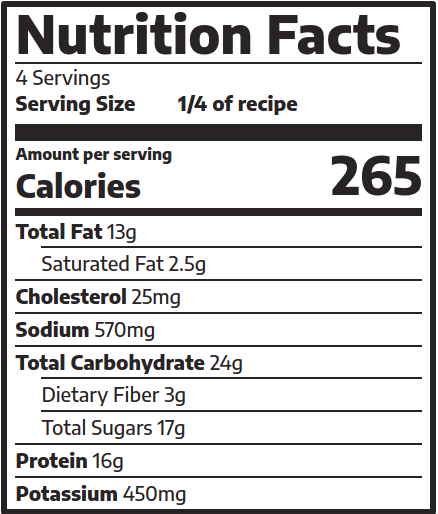 Nutrition Facts
4 Servings
Serving Size 1/4 of recipe
Amount per serving
Calories 265
Total Fat 13g
Saturated Fat 2.5g
Cholesterol 25mg
Sodium 570mg
Total Carbohydrate 24g
Dietary Fiber 3g
Total Sugars 17g
Protein 16g
Potassium 450mg